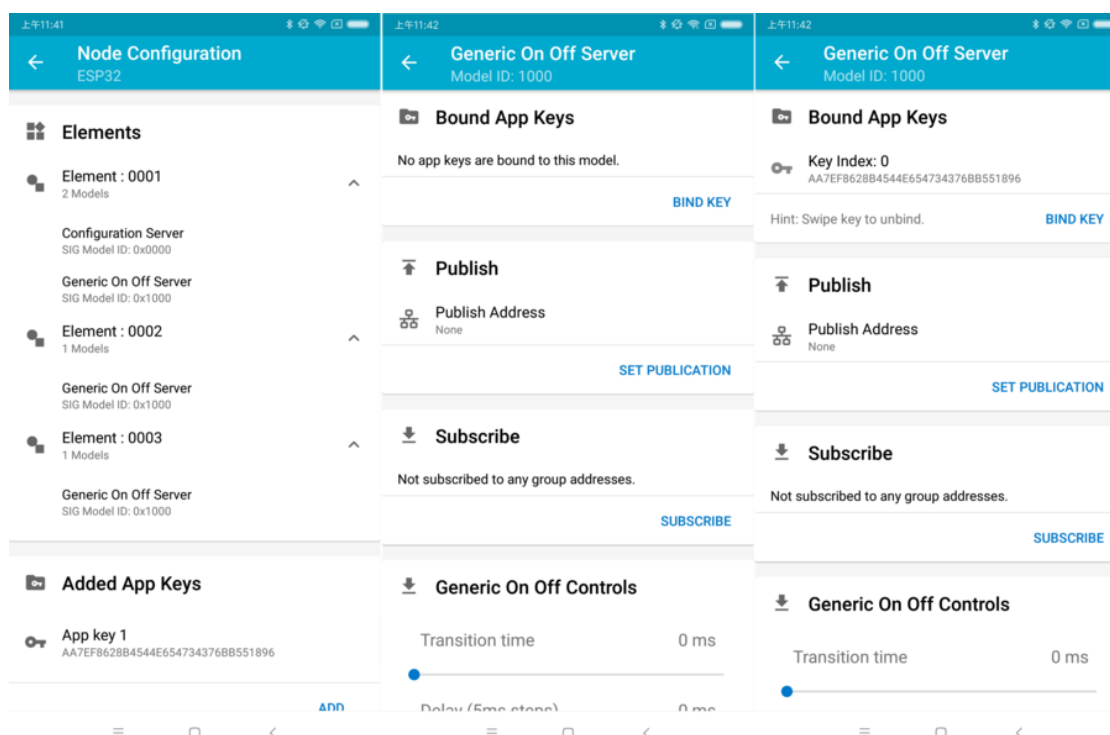 上午11:41
Node Configuration
ESP32
Elements
Element : 0001
2 Models
Configuration Server
SIG Model ID: 0x0000
Generic On Off Server
SIG Model ID: 0x1000
Element : 0002
1 Models
Generic On Off Server
SIG Model ID: 0x1000
Element : 0003
1 Models
Generic On Off Server
SIG Model ID: 0x1000
Added App Keys
App key 1
AA7EF8628B4544E654734376BB551896
ADD
上午11:42
Generic On Off Server
Model ID: 1000
Bound App Keys
No app keys are bound to this model.
BIND KEY
Publish
Publish Address
None
SET PUBLICATION
Subscribe
Not subscribed to any group addresses.
SUBSCRIBE
Generic On Off Controls
Transition time 0 ms
Delay (5ms steps) 0 ms
上午11:42
Generic On Off Server
Model ID: 1000
Bound App Keys
Key Index: 0
AA7EF8628B4544E654734376BB551896
Hint: Swipe key to unbind. BIND KEY
Publish
Publish Address
None
SET PUBLICATION
Subscribe
Not subscribed to any group addresses.
SUBSCRIBE
Generic On Off Controls
Transition time 0 ms